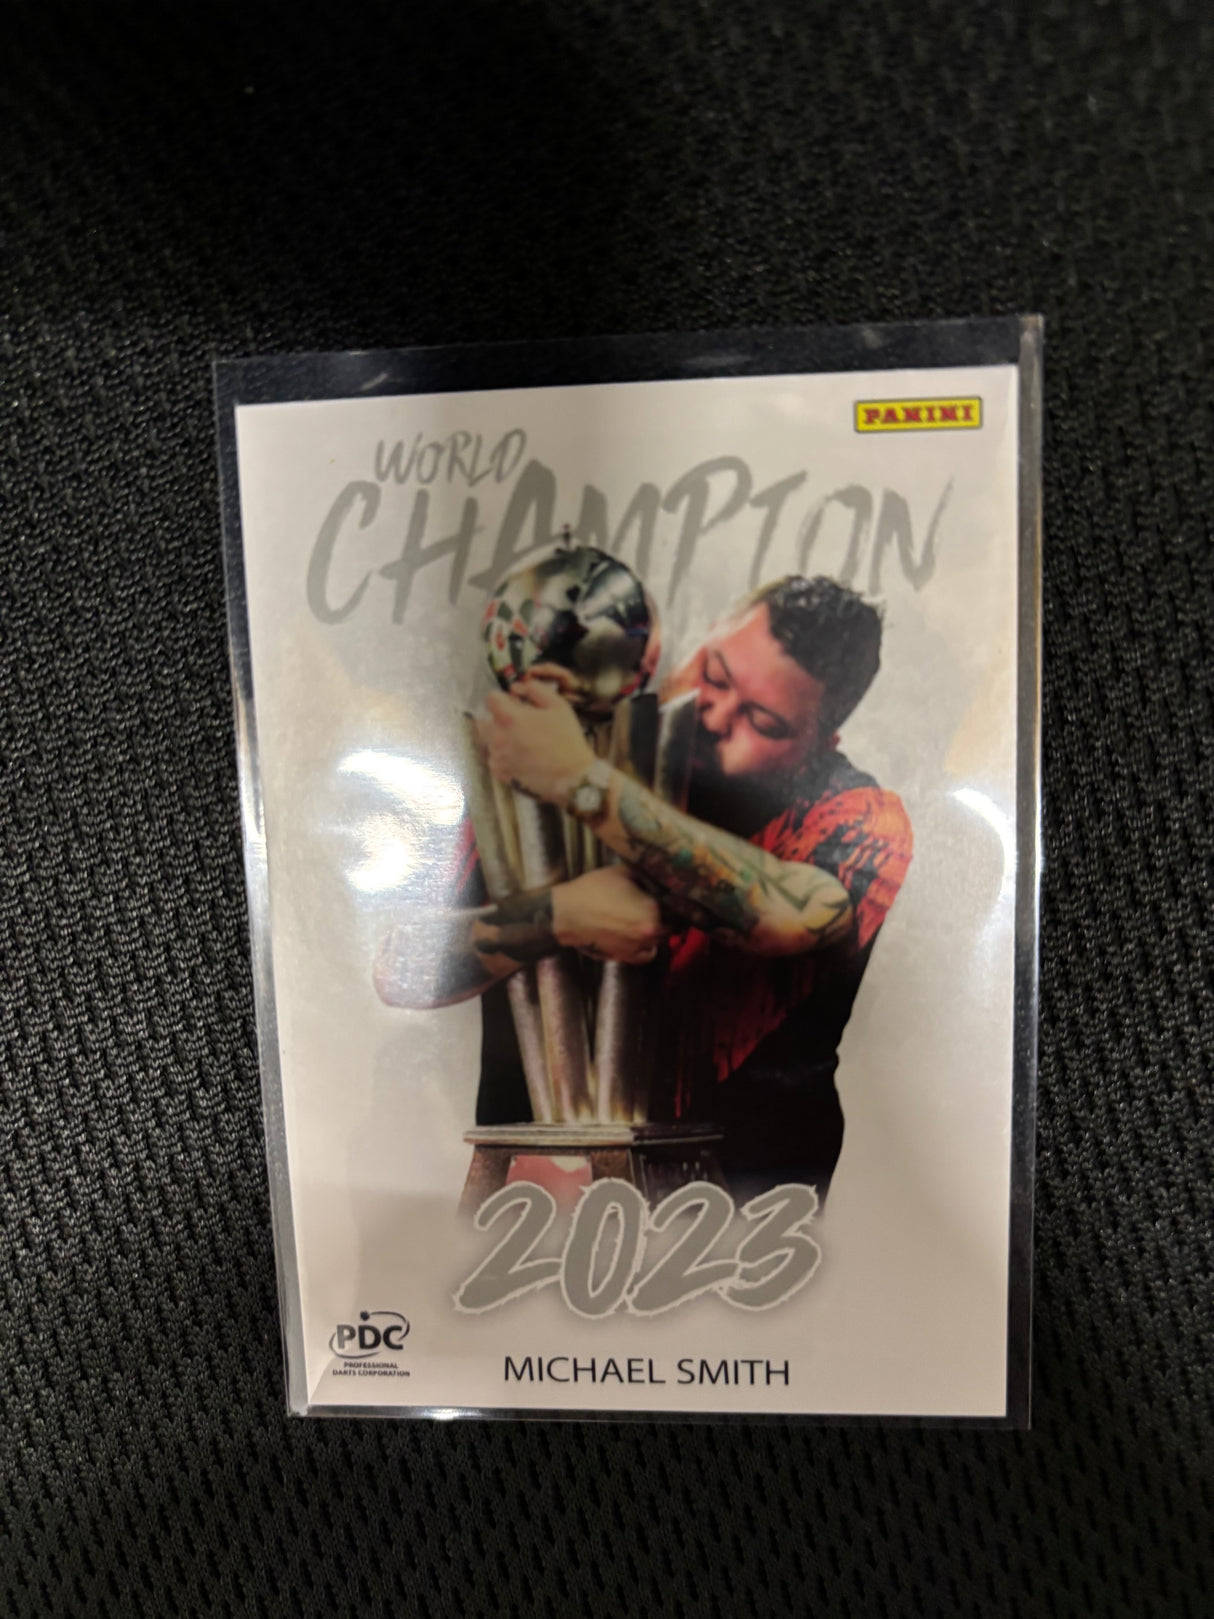 PANINI
WORLD
CHAMPION
2023
PDC
PROFESSIONAL
DARTS CORPORATION
MICHAEL SMITH